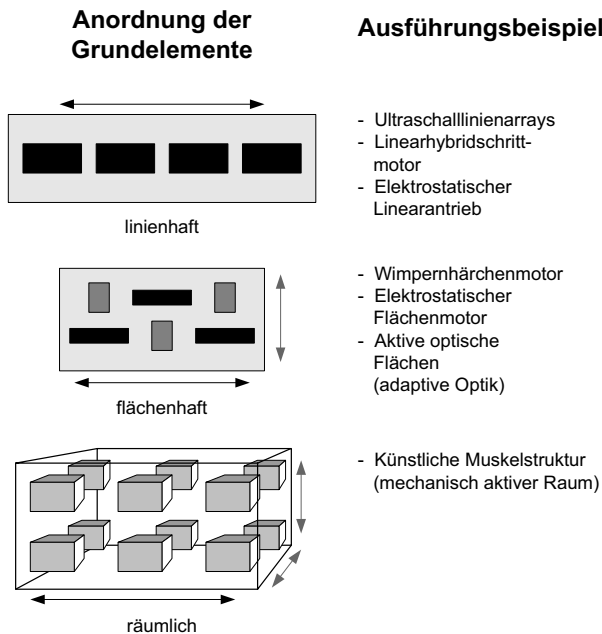 Anordnung der
Grundelemente
Ausführungsbeispiel
- Ultraschalllinienarrays
- Linearhybridschritt-
motor
- Elektrostatischer
Linearantrieb
linienhaft
- Wimpernhärchenmotor
- Elektrostatischer
Flächenmotor
- Aktive optische
Flächen
(adaptive Optik)
flächenhaft
- Künstliche Muskelstruktur
(mechanisch aktiver Raum)
räumlich